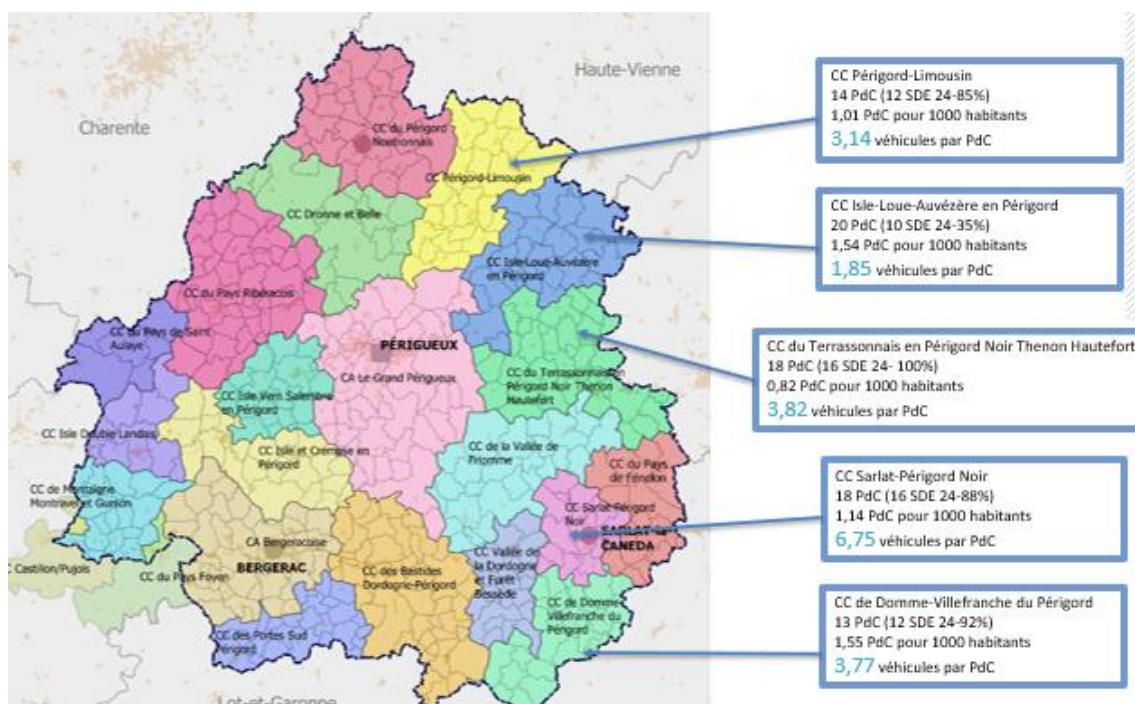 Haute-Vienne
Charente
CC du Périgord
Nontronnais
CC Périgord-Limousin
CC Dronne et Belle
CC Isle-Loue-Auvézère
en Périgord
CC du Pays Ribéracois
CC du Pays de Saint
Aulaye
PÉRIGUEUX
CA Le Grand Périgueux
CC du Terrassonnais en
Périgord Noir Thenon
Hautefort
CC Isle Vern Salembre
en Périgord
CC Isle Double Landais
CC Isle et Crempse en
Périgord
CC de la Vallée de
l'Homme
CC du Pays
de Fénelon
CC de Montaigne
Montravel et Gurson
CC Sarlat-Périgord
Noir
SARLAT-LA-
CANEDA
CA Bergeracoise
BERGERAC
CC Vallée de
la Dordogne
et Forêt
Bessède
Castillon/Pujols
CC du Pays Foyen
CC des Bastides
Dordogne-Périgord
CC de Domme-
Villefranche du
Périgord
CC des Portes Sud
Périgord
Lot-et-Garonne
CC Périgord-Limousin
14 PdC (12 SDE 24-85%)
1,01 PdC pour 1000 habitants
3,14 véhicules par PdC
CC Isle-Loue-Auvézère en Périgord
20 PdC (10 SDE 24-35%)
1,54 PdC pour 1000 habitants
1,85 véhicules par PdC
CC du Terrassonnais en Périgord Noir Thenon Hautefort
18 PdC (16 SDE 24- 100%)
0,82 PdC pour 1000 habitants
3,82 véhicules par PdC
CC Sarlat-Périgord Noir
18 PdC (16 SDE 24-88%)
1,14 PdC pour 1000 habitants
6,75 véhicules par PdC
CC de Domme-Villefranche du Périgord
13 PdC (12 SDE 24-92%)
1,55 PdC pour 1000 habitants
3,77 véhicules par PdC